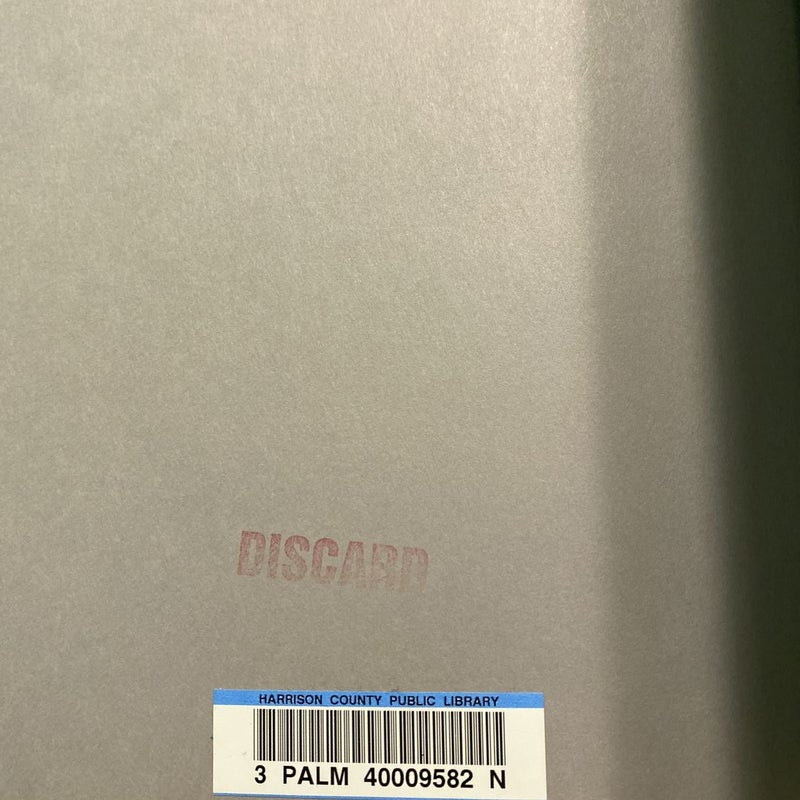 DISCARD
HARRISON COUNTY PUBLIC LIBRARY
3 PALM 40009582 N